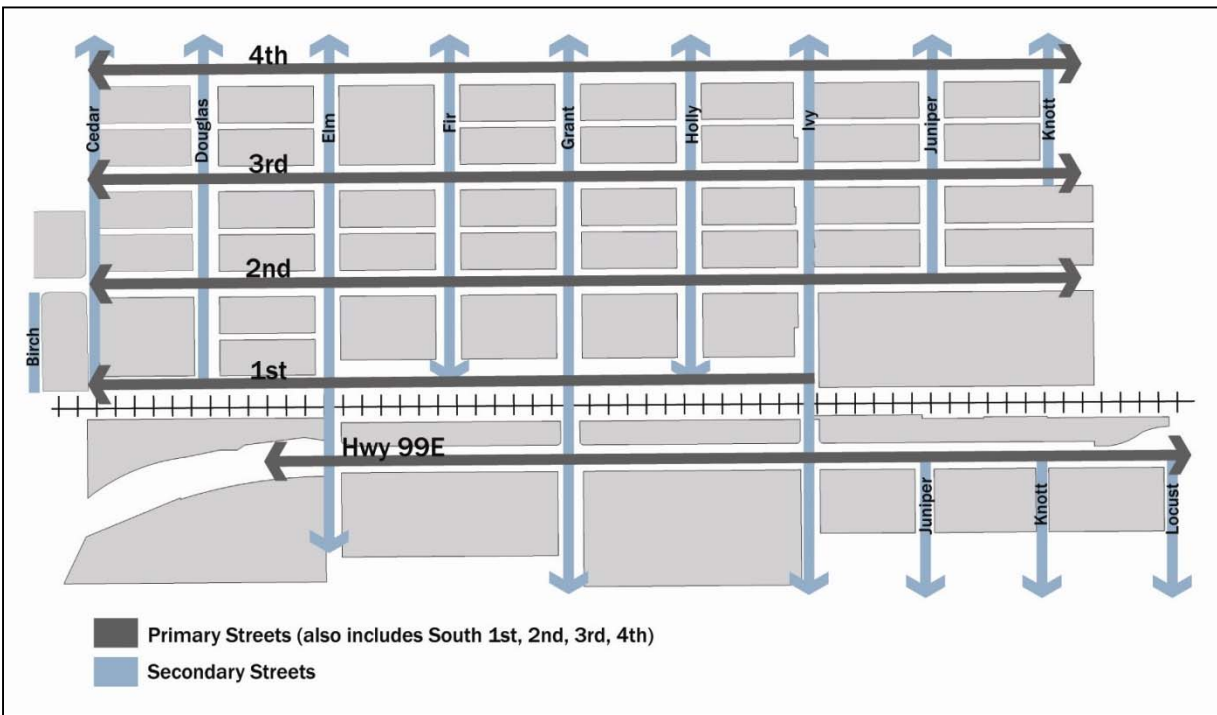 4th
Cedar
Douglas
Elm
Fir
Grant
Holly
Ivy
Juniper
Knott
3rd
2nd
Birch
1st
Hwy 99E
Juniper
Knott
Locust
Primary Streets (also includes South 1st, 2nd, 3rd, 4th)
Secondary Streets